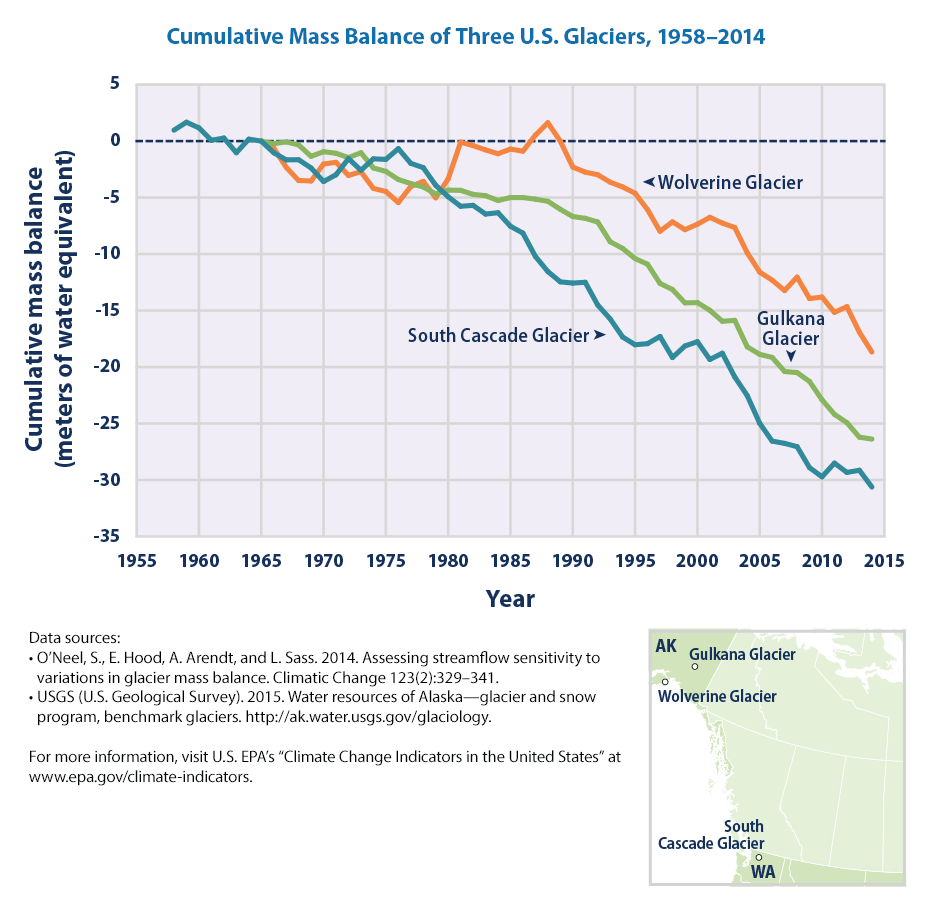 Cumulative Mass Balance of Three U.S. Glaciers, 1958–2014
Cumulative mass balance
(meters of water equivalent)
5
0
-5
-10
-15
-20
-25
-30
-35
Wolverine Glacier
Gulkana
Glacier
South Cascade Glacier
1955 1960 1965 1970 1975 1980 1985 1990 1995 2000 2005 2010 2015
Year
Data sources:
• O’Neel, S., E. Hood, A. Arendt, and L. Sass. 2014. Assessing streamflow sensitivity to
variations in glacier mass balance. Climatic Change 123(2):329–341.
• USGS (U.S. Geological Survey). 2015. Water resources of Alaska—glacier and snow
program, benchmark glaciers. http://ak.water.usgs.gov/glaciology.
For more information, visit U.S. EPA’s “Climate Change Indicators in the United States” at
www.epa.gov/climate-indicators.
AK
Gulkana Glacier
Wolverine Glacier
South
Cascade Glacier
WA